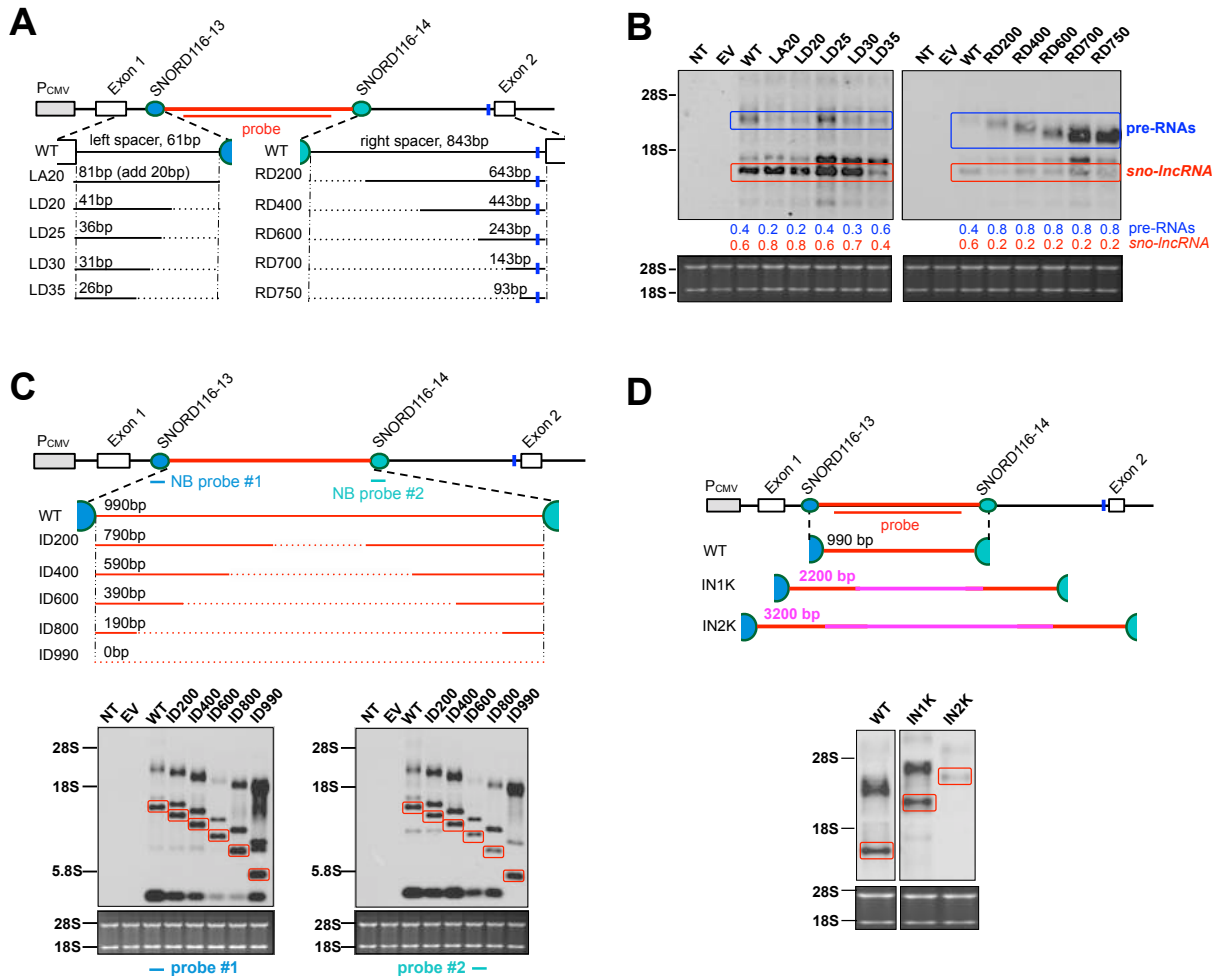 A
PCMV
Exon 1
SNORD116-13
SNORD116-14
Exon 2
probe
WT
left spacer, 61bp
WT
right spacer, 843bp
LA20
81bp (add 20bp)
RD200
643bp
LD20
41bp
RD400
443bp
LD25
36bp
RD600
243bp
LD30
31bp
RD700
143bp
LD35
26bp
RD750
93bp
B
NT EV WT LA20 LD20 LD25 LD30 LD35
NT EV WT RD200 RD400 RD600 RD700 RD750
28S
18S
pre-RNAs
sno-lncRNA
0.4 0.2 0.2 0.4 0.3 0.6
0.4 0.8 0.8 0.8 0.8 0.8
pre-RNAs
0.6 0.8 0.8 0.6 0.7 0.4
0.6 0.2 0.2 0.2 0.2 0.2
sno-lncRNA
28S
18S
28S
18S
C
PCMV
Exon 1
SNORD116-13
SNORD116-14
Exon 2
NB probe #1
NB probe #2
WT
990bp
ID200
790bp
ID400
590bp
ID600
390bp
ID800
190bp
ID990
0bp
NT EV WT ID200 ID400 ID600 ID800 ID990
28S
18S
5.8S
28S
18S
probe #1
NT EV WT ID200 ID400 ID600 ID800 ID990
28S
18S
5.8S
28S
18S
probe #2
D
PCMV
Exon 1
SNORD116-13
SNORD116-14
Exon 2
probe
WT
990 bp
IN1K
2200 bp
IN2K
3200 bp
WT IN1K IN2K
28S
18S
28S
18S